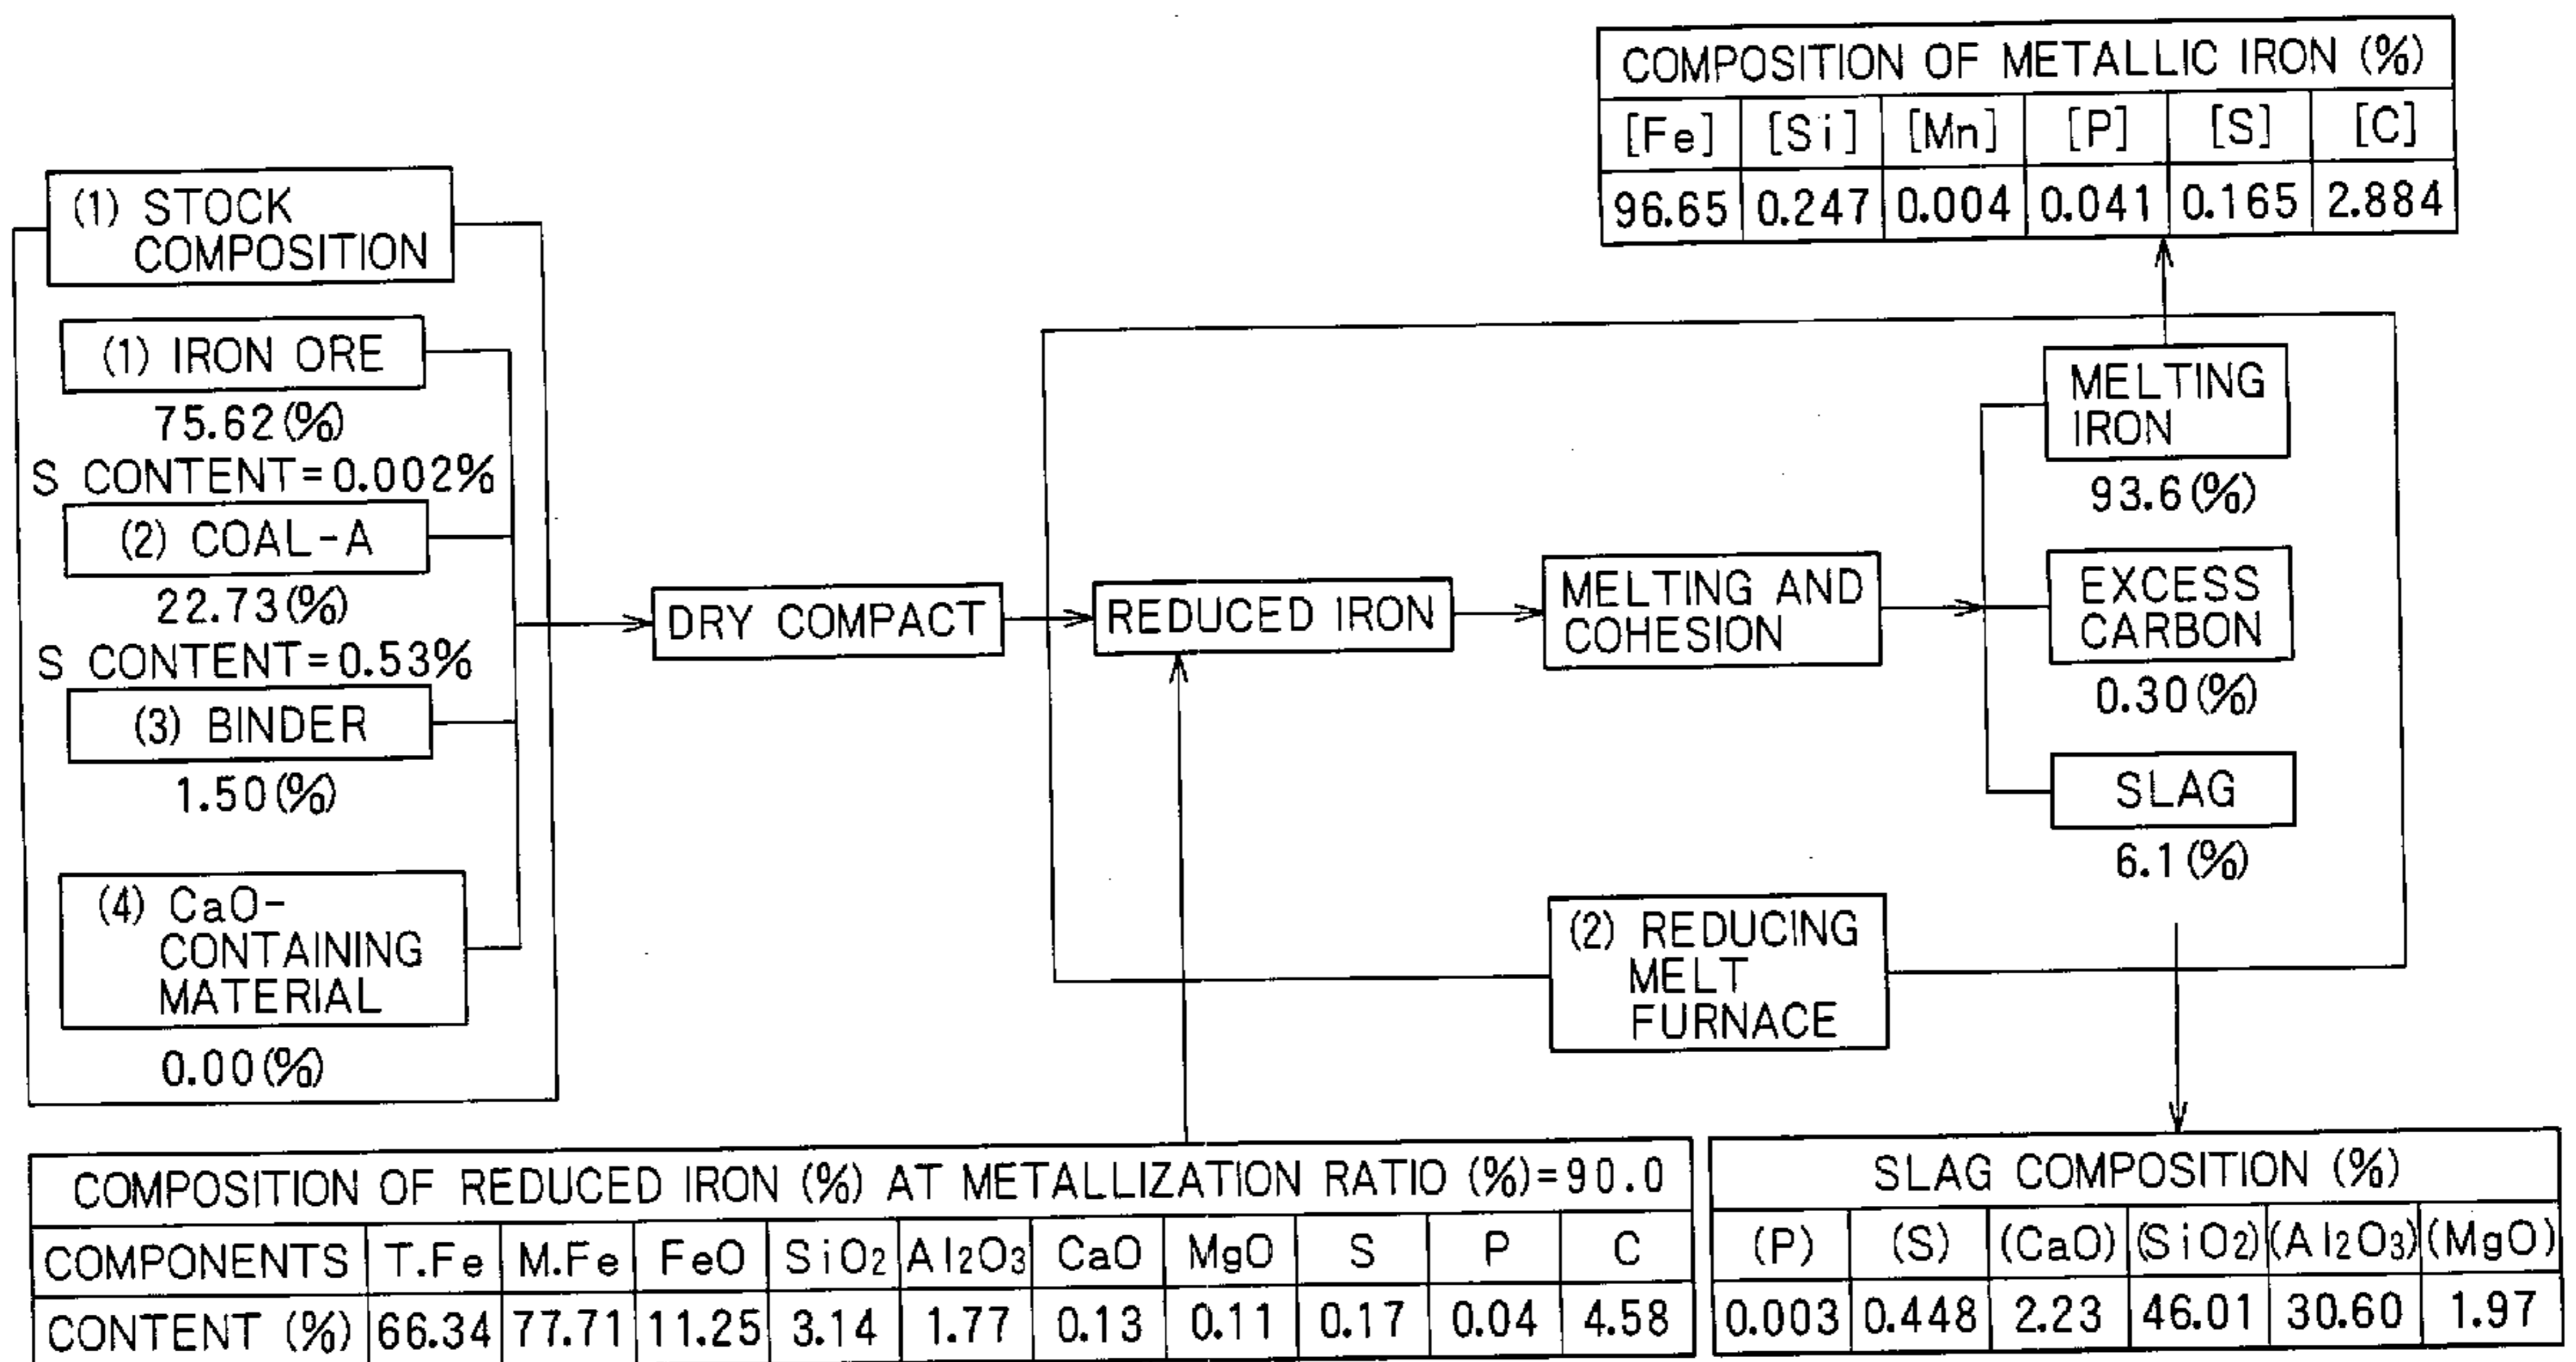 COMPOSITION OF METALLIC IRON (%)
[Fe] [Si] [Mn] [P] [S] [C]
96.65 0.247 0.004 0.041 0.165 2.884
(1) STOCK
COMPOSITION
(1) IRON ORE
75.62(%)
S CONTENT=0.002%
(2) COAL-A
22.73(%)
S CONTENT=0.53%
(3) BINDER
1.50(%)
(4) CaO-
CONTAINING
MATERIAL
0.00(%)
DRY COMPACT
REDUCED IRON
MELTING AND
COHESION
MELTING
IRON
93.6(%)
EXCESS
CARBON
0.30(%)
SLAG
6.1(%)
(2) REDUCING
MELT
FURNACE
COMPOSITION OF REDUCED IRON (%) AT METALLIZATION RATIO (%)=90.0
COMPONENTS T.Fe M.Fe FeO SiO2 Al2O3 CaO MgO S P C
CONTENT (%) 66.34 77.71 11.25 3.14 1.77 0.13 0.11 0.17 0.04 4.58
SLAG COMPOSITION (%)
(P) (S) (CaO) (SiO2) (Al2O3) (MgO)
0.003 0.448 2.23 46.01 30.60 1.97